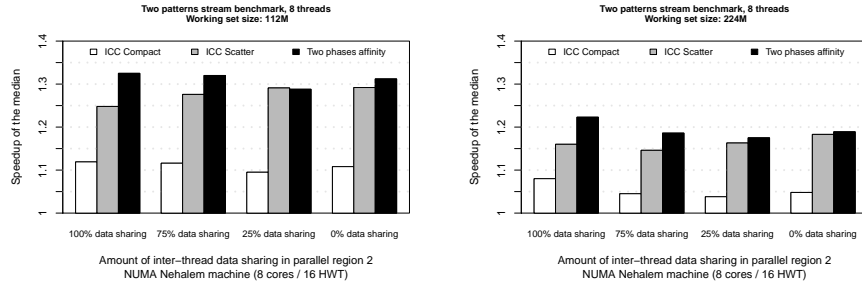 Two patterns stream benchmark, 8 threads
Working set size: 112M
ICC Compact
ICC Scatter
Two phases affinity
Speedup of the median
1.4
1.3
1.2
1.1
1
100% data sharing
75% data sharing
25% data sharing
0% data sharing
Amount of inter−thread data sharing in parallel region 2
NUMA Nehalem machine (8 cores / 16 HWT)
Two patterns stream benchmark, 8 threads
Working set size: 224M
ICC Compact
ICC Scatter
Two phases affinity
Speedup of the median
1.4
1.3
1.2
1.1
1
100% data sharing
75% data sharing
25% data sharing
0% data sharing
Amount of inter−thread data sharing in parallel region 2
NUMA Nehalem machine (8 cores / 16 HWT)